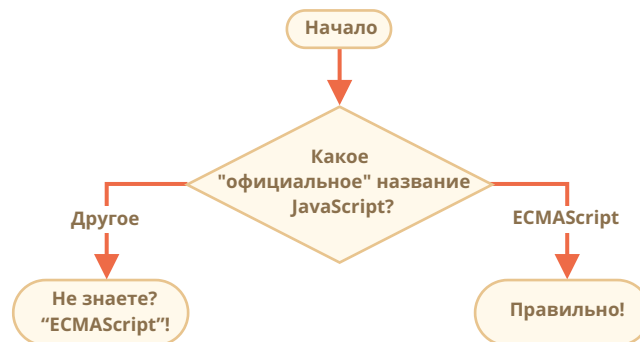 Начало
Какое
"официальное" название
JavaScript?
Другое
ECMAScript
Не знаете?
“ECMAScript”!
Правильно!